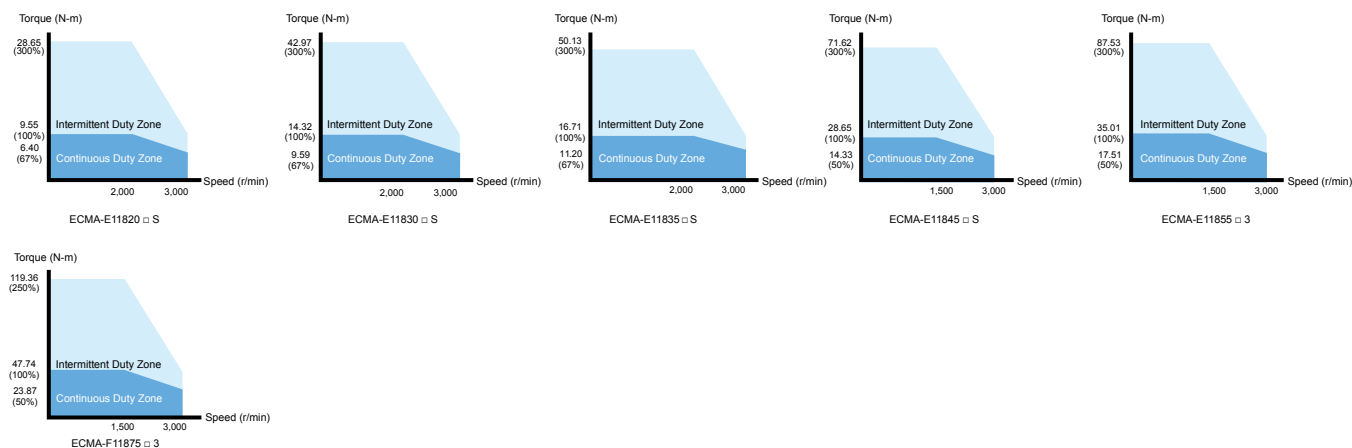 Torque (N-m)
28.65
(300%)
9.55
(100%)
6.40
(67%)
Intermittent Duty Zone
Continuous Duty Zone
2,000
3,000
Speed (r/min)
ECMA-E11820 □ S
Torque (N-m)
42.97
(300%)
14.32
(100%)
9.59
(67%)
Intermittent Duty Zone
Continuous Duty Zone
2,000
3,000
Speed (r/min)
ECMA-E11830 □ S
Torque (N-m)
50.13
(300%)
16.71
(100%)
11.20
(67%)
Intermittent Duty Zone
Continuous Duty Zone
2,000
3,000
Speed (r/min)
ECMA-E11835 □ S
Torque (N-m)
71.62
(300%)
28.65
(100%)
14.33
(50%)
Intermittent Duty Zone
Continuous Duty Zone
1,500
3,000
Speed (r/min)
ECMA-E11845 □ S
Torque (N-m)
87.53
(300%)
35.01
(100%)
17.51
(50%)
Intermittent Duty Zone
Continuous Duty Zone
1,500
3,000
Speed (r/min)
ECMA-E11855 □ 3
Torque (N-m)
119.36
(250%)
47.74
(100%)
23.87
(50%)
Intermittent Duty Zone
Continuous Duty Zone
1,500
3,000
Speed (r/min)
ECMA-F11875 □ 3